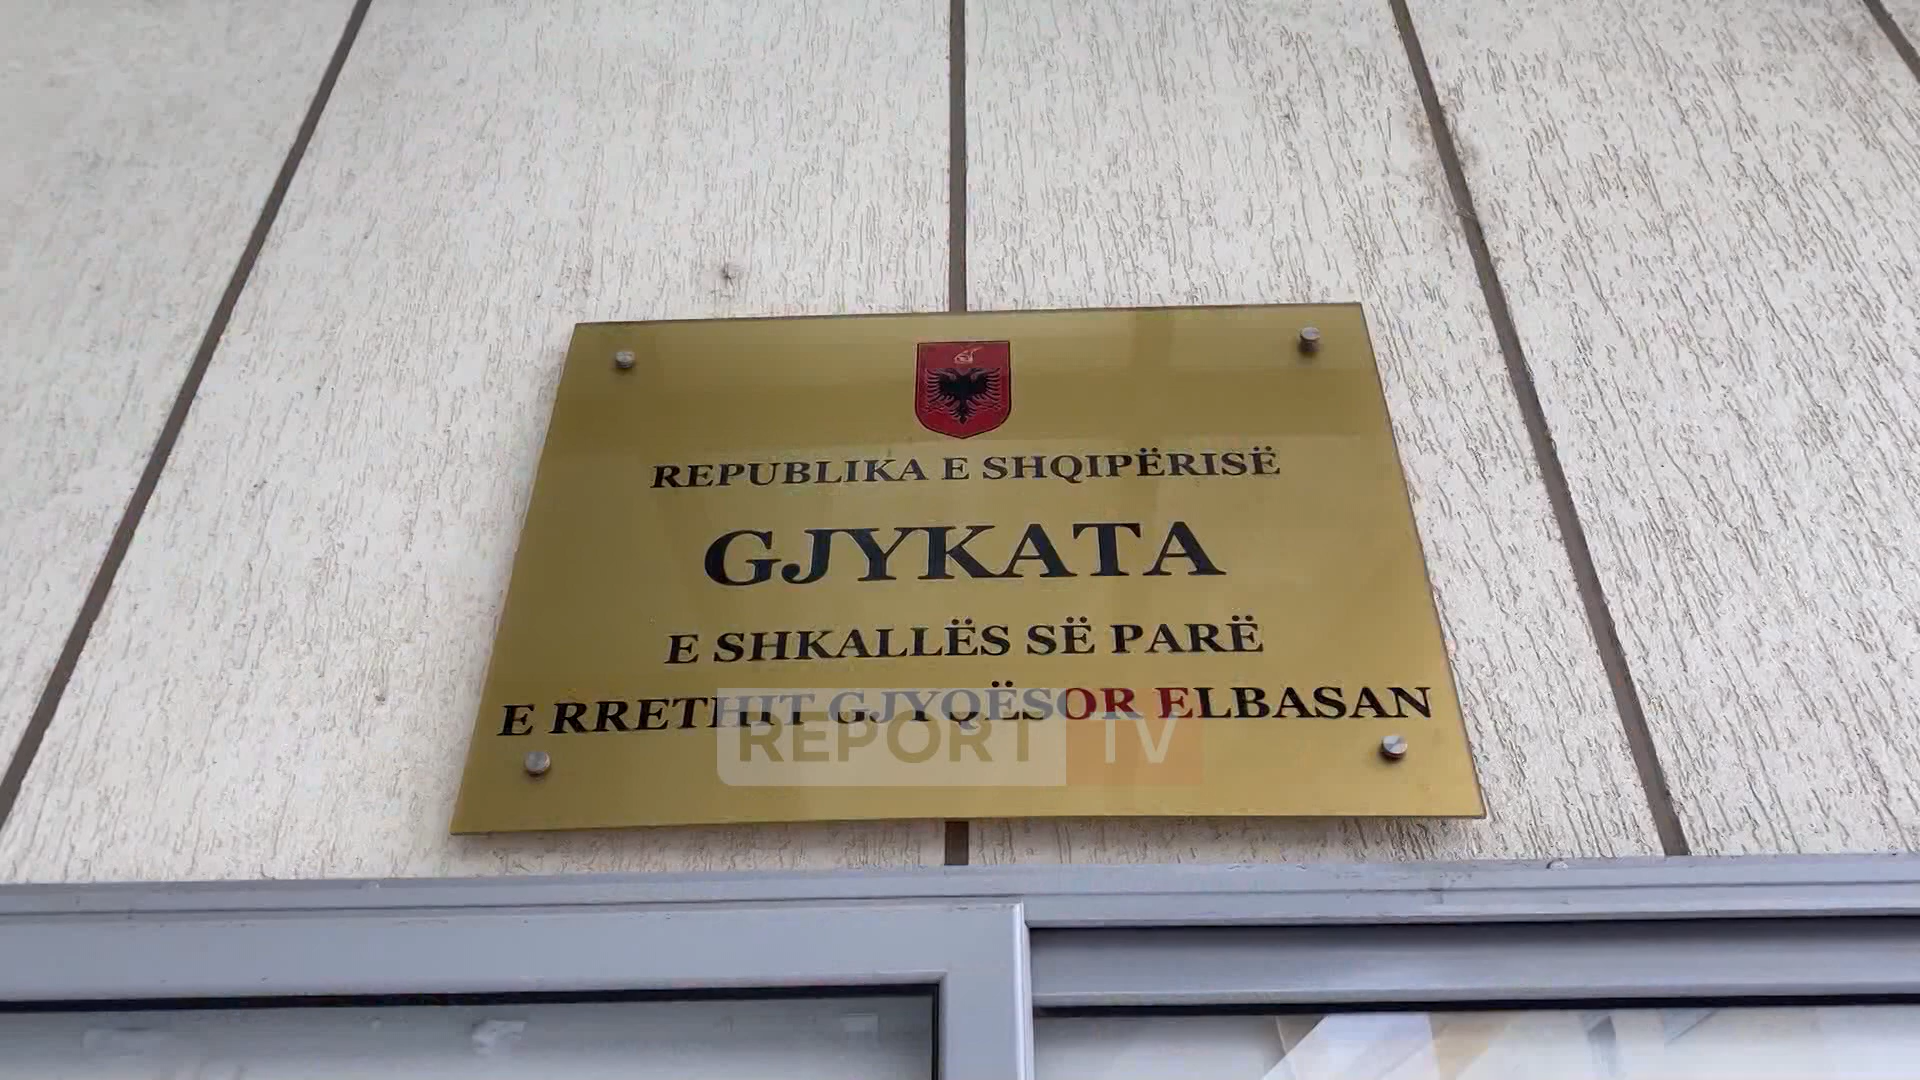 REPUBLIKA E SHQIPËRISË
GJYKATA
E SHKALLËS SË PARË
E RRETHIT GJYQËSOR ELBASAN
REPORT TV